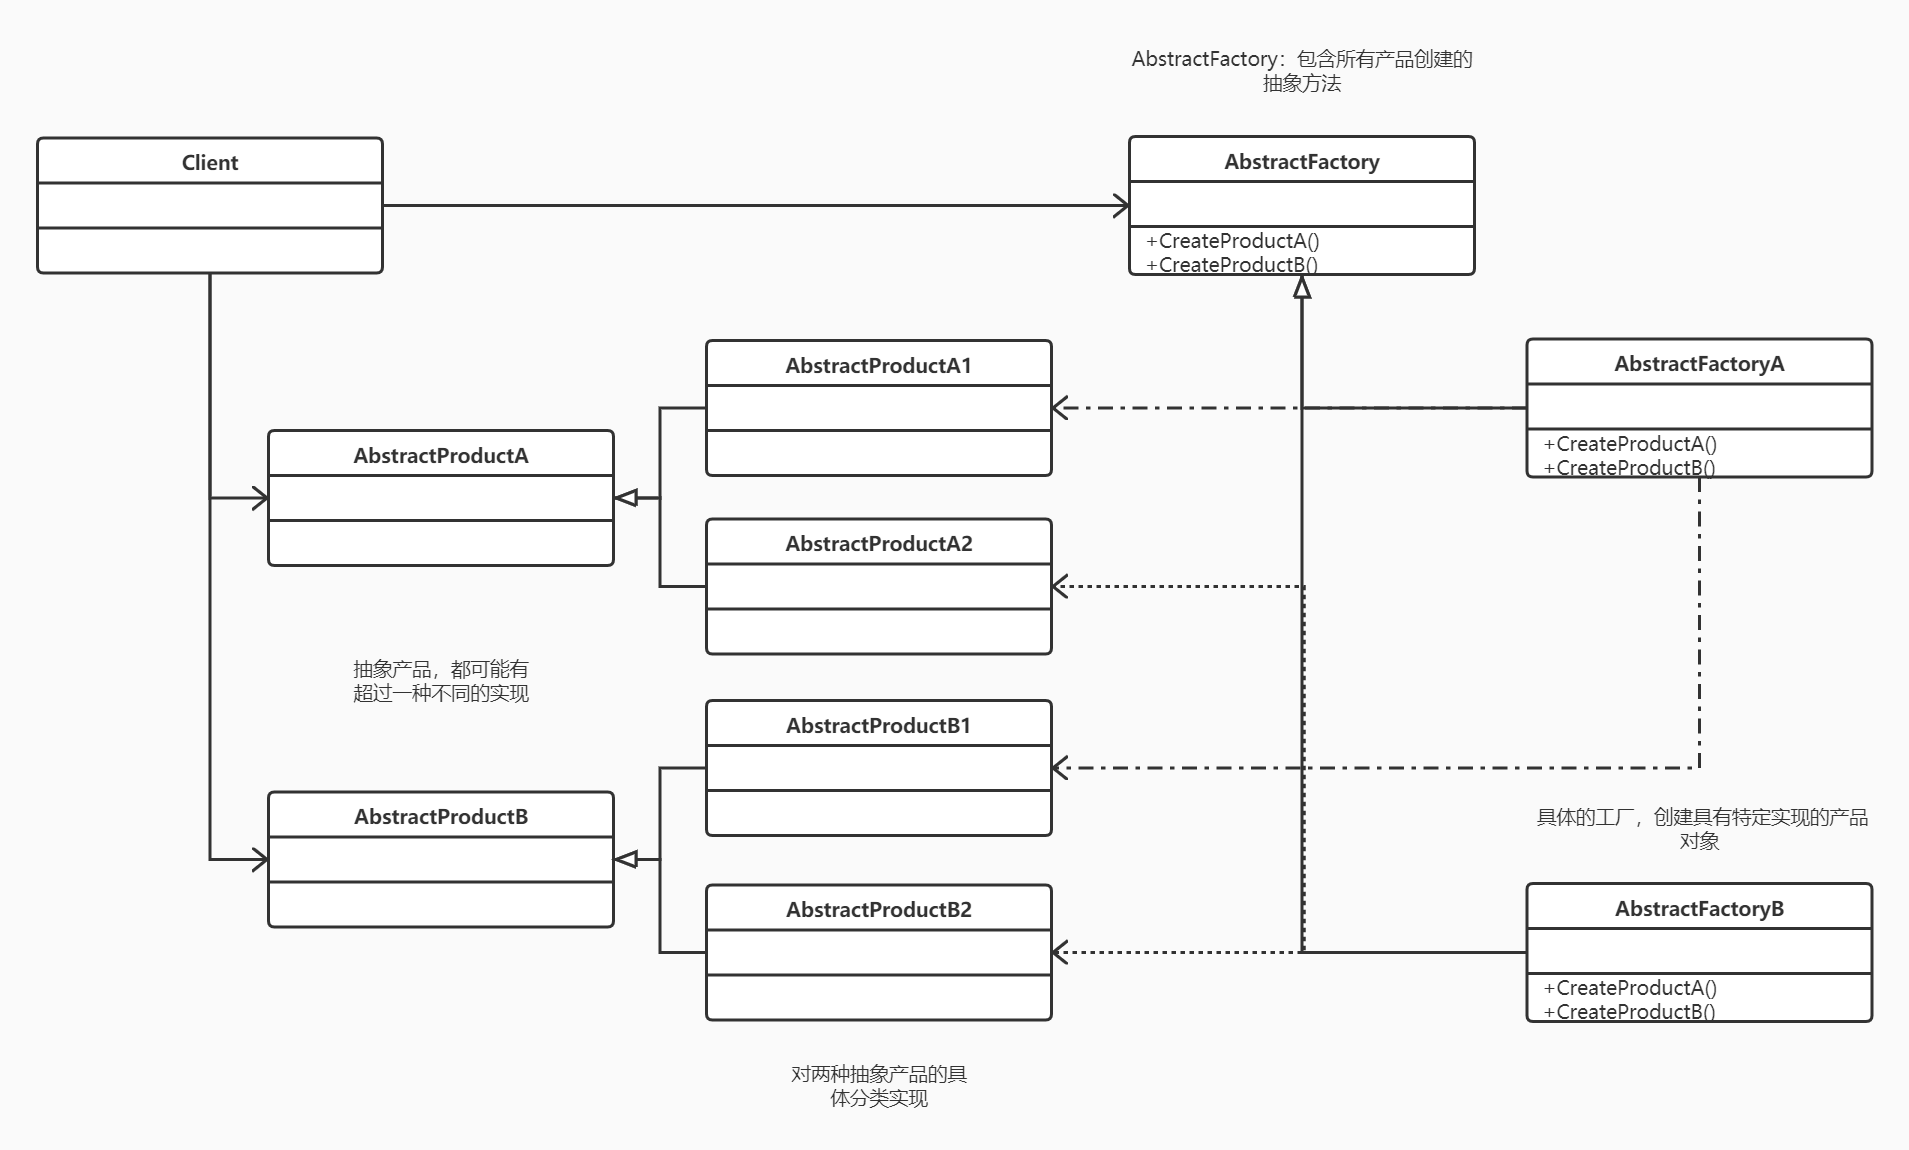 AbstractFactory：包含所有产品创建的
抽象方法
Client
AbstractFactory
+CreateProductA()
+CreateProductB()
AbstractProductA1
AbstractFactoryA
+CreateProductA()
+CreateProductB()
AbstractProductA
AbstractProductA2
抽象产品，都可能有
超过一种不同的实现
AbstractProductB1
AbstractProductB
具体的工厂，创建具有特定实现的产品
对象
AbstractProductB2
AbstractFactoryB
+CreateProductA()
+CreateProductB()
对两种抽象产品的具
体分类实现